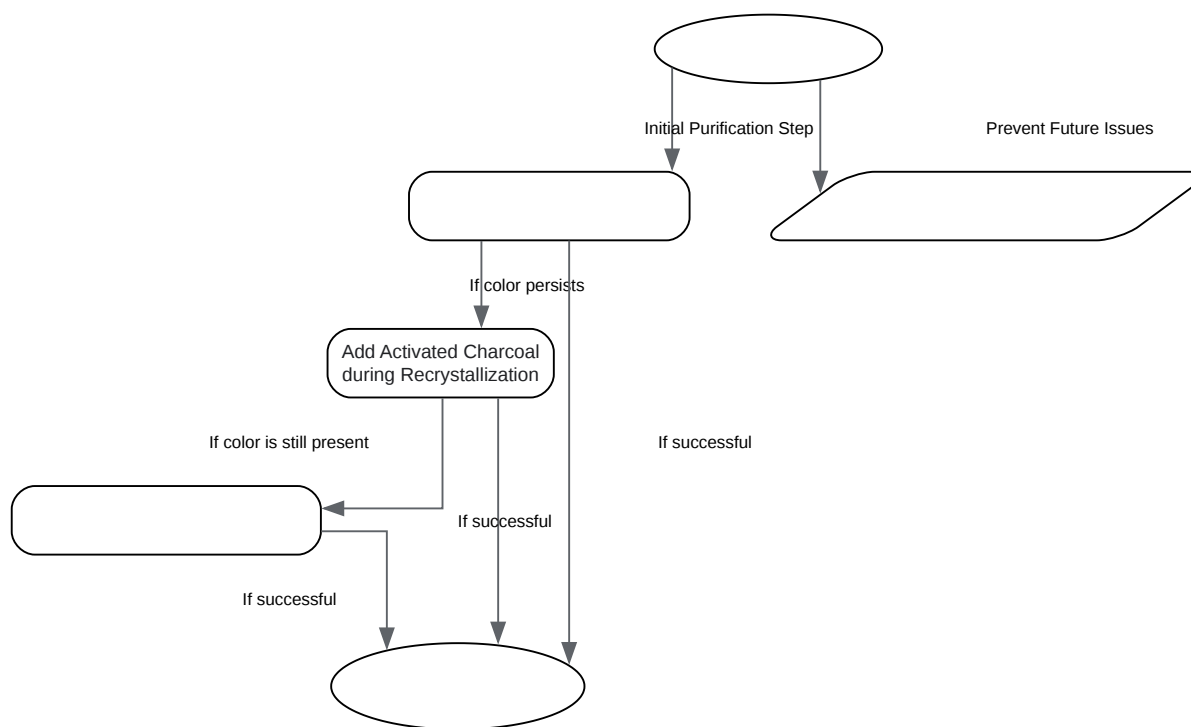 Initial Purification Step
Prevent Future Issues
If color persists
Add Activated Charcoal
during Recrystallization
If color is still present
If successful
If successful
If successful